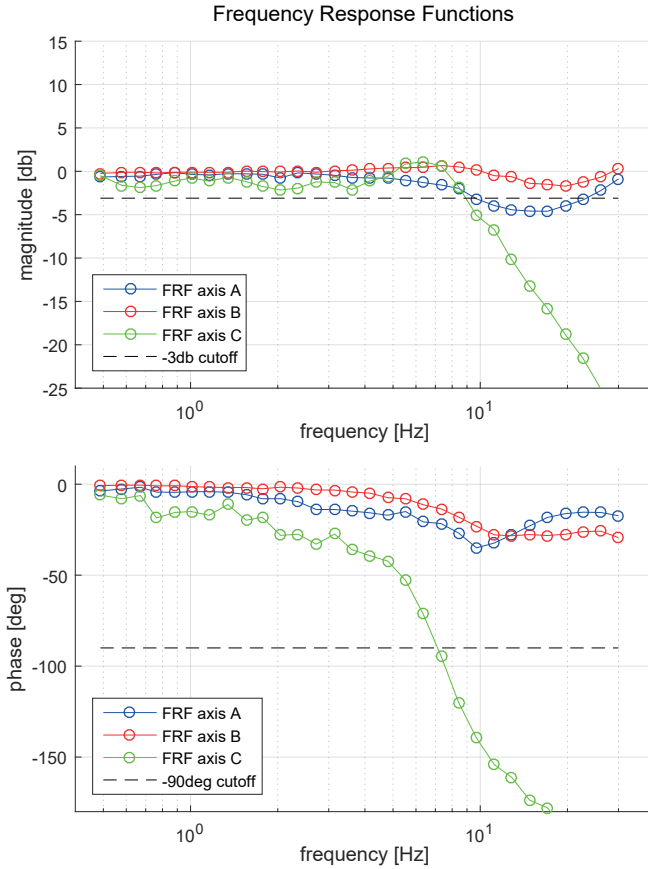 Frequency Response Functions
15
10
5
0
-5
-10
-15
-20
-25
magnitude [db]
FRF axis A
FRF axis B
FRF axis C
-3db cutoff
10^0
10^1
frequency [Hz]
0
-50
-100
-150
phase [deg]
FRF axis A
FRF axis B
FRF axis C
-90deg cutoff
10^0
10^1
frequency [Hz]